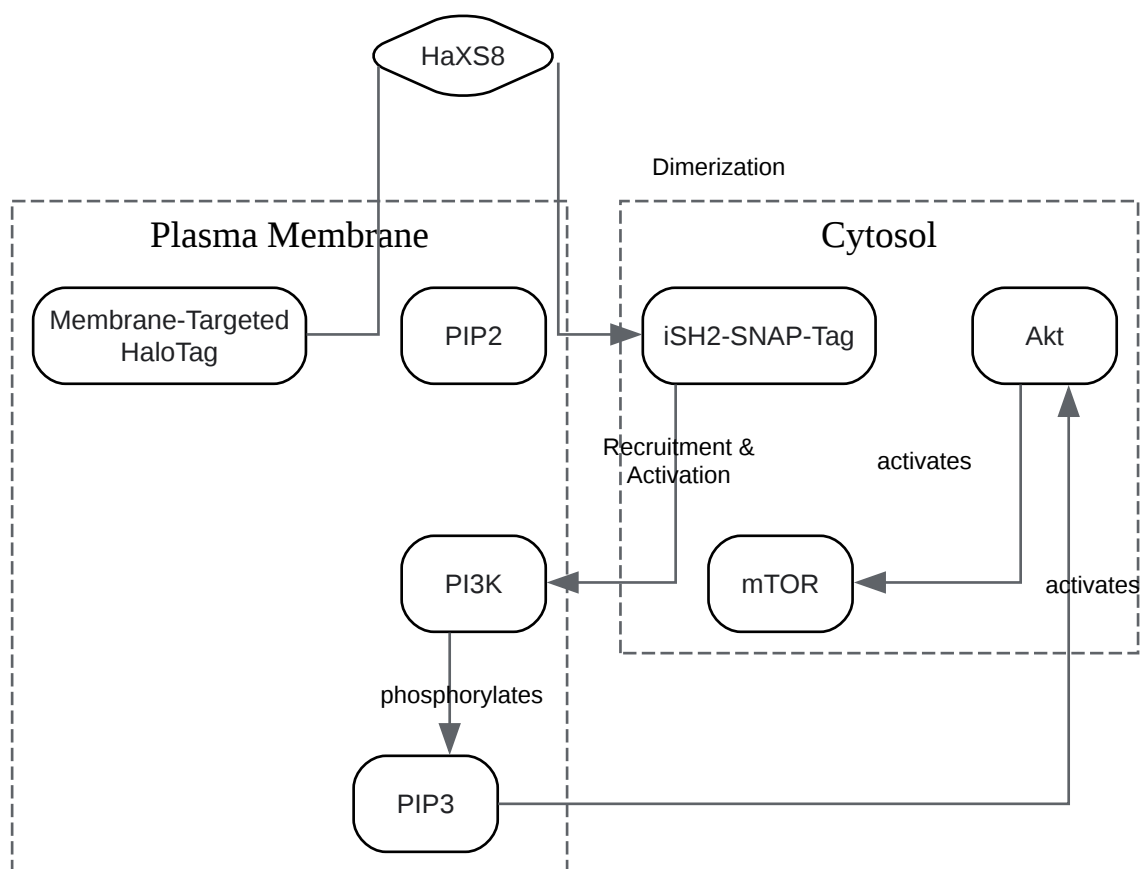 HaXS8
Dimerization
Plasma Membrane
Cytosol
Membrane-Targeted
HaloTag
PIP2
iSH2-SNAP-Tag
Akt
Recruitment &
Activation
activates
PI3K
mTOR
activates
phosphorylates
PIP3